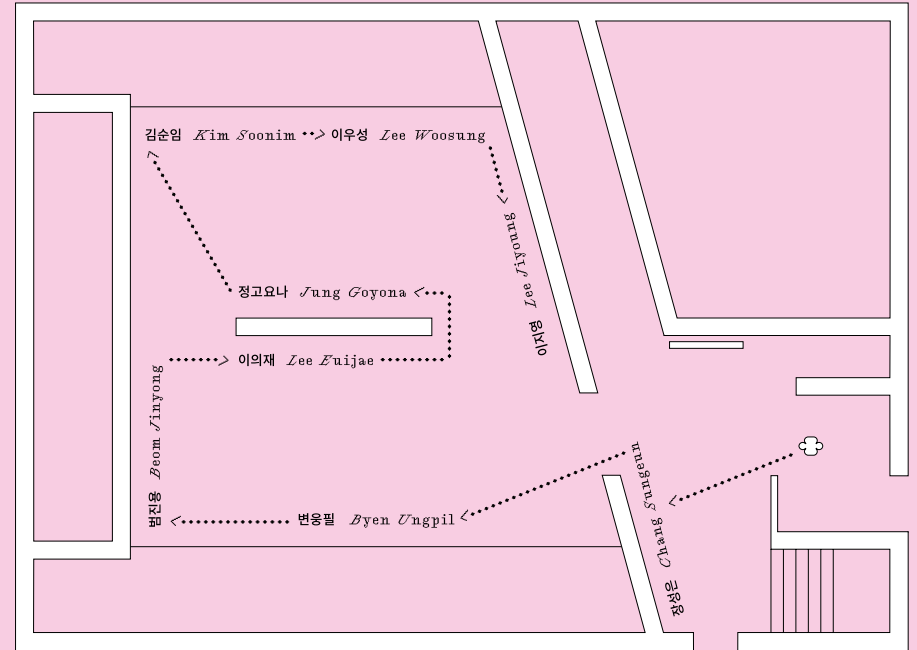 김순임 Kim Soonim
이우성 Lee Woosung
이지영 Lee Jiyoung
정고요나 Jung Goyona
이의재 Lee Euijae
범진용 Beom Jinyong
변웅필 Byen Ungpil
장성은 Chang Sungeun